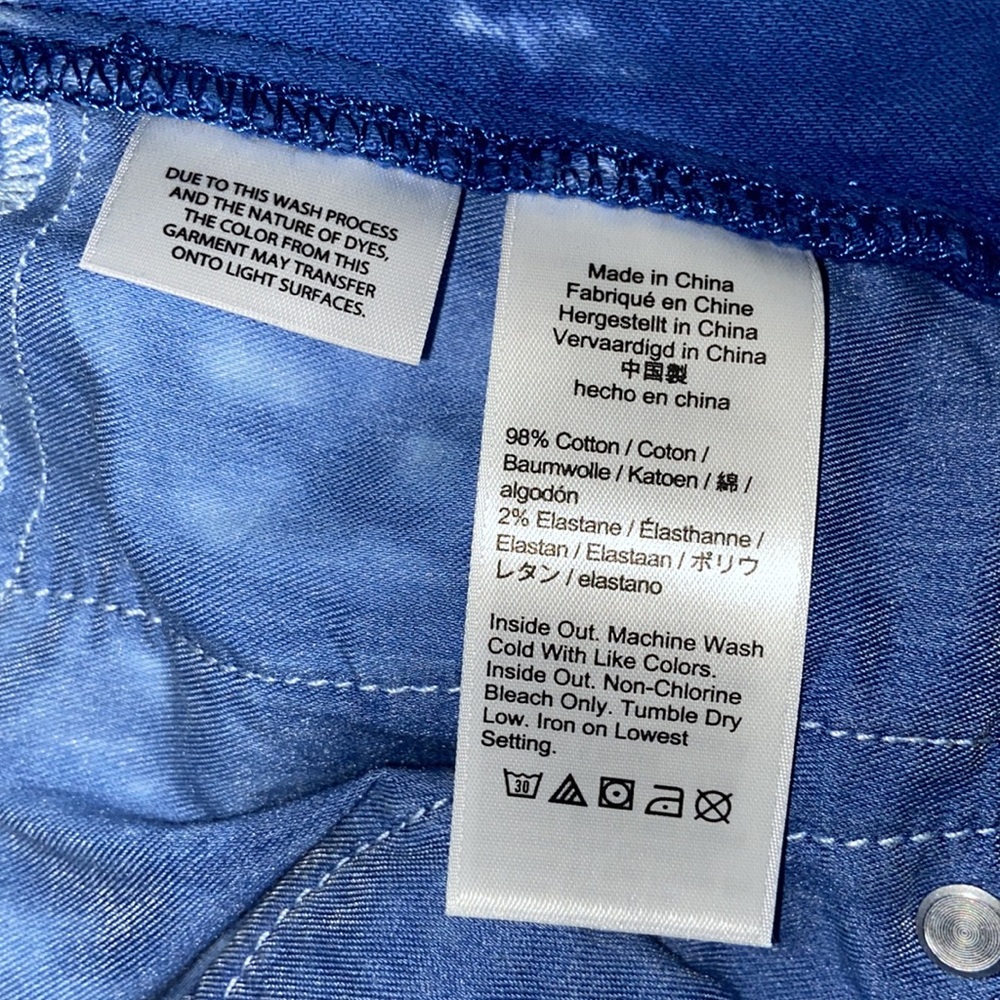 DUE TO THIS WASH PROCESS
AND THE NATURE OF DYES,
THE COLOR FROM THIS
GARMENT MAY TRANSFER
ONTO LIGHT SURFACES.
Made in China
Fabriqué en Chine
Hergestellt in China
Vervaardigd in China
中国製
hecho en china
98% Cotton / Coton /
Baumwolle / Katoen / 綿 /
algodón
2% Elastane / Élasthanne /
Elastan / Elastaan / ポリウ
レタン / elastano
Inside Out. Machine Wash
Cold With Like Colors.
Inside Out. Non-Chlorine
Bleach Only. Tumble Dry
Low. Iron on Lowest
Setting.
30